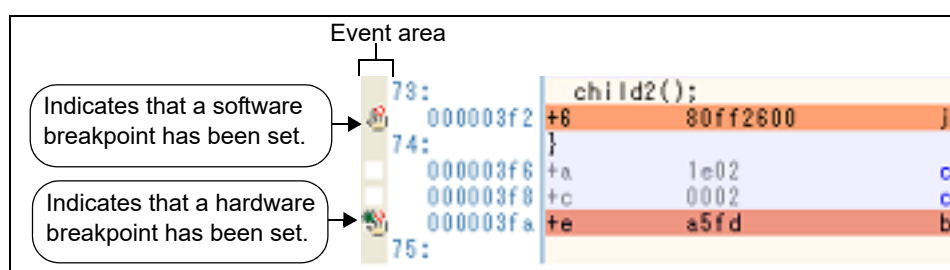 Event area
73: child2();
Indicates that a software
breakpoint has been set.
000003f2 +6 80ff2600 j
74: }
000003f6 +a 1e02 c
000003f8 +c 0002 c
Indicates that a hardware
breakpoint has been set.
000003fa +e a5fd b
75: